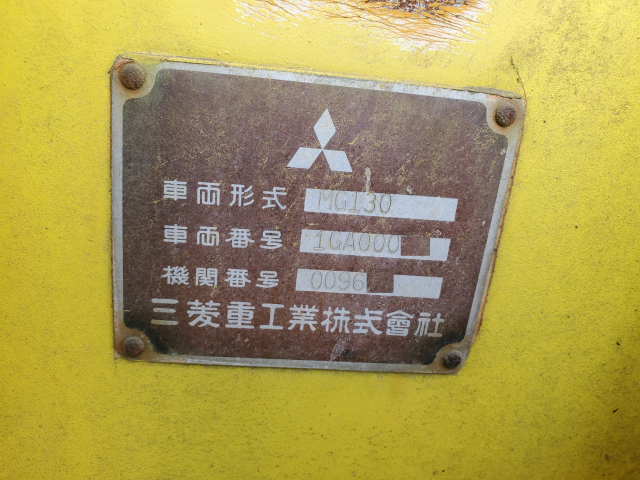 車両形式 MG130
車両番号 1GA000
機関番号 0096
三菱重工業株式會社